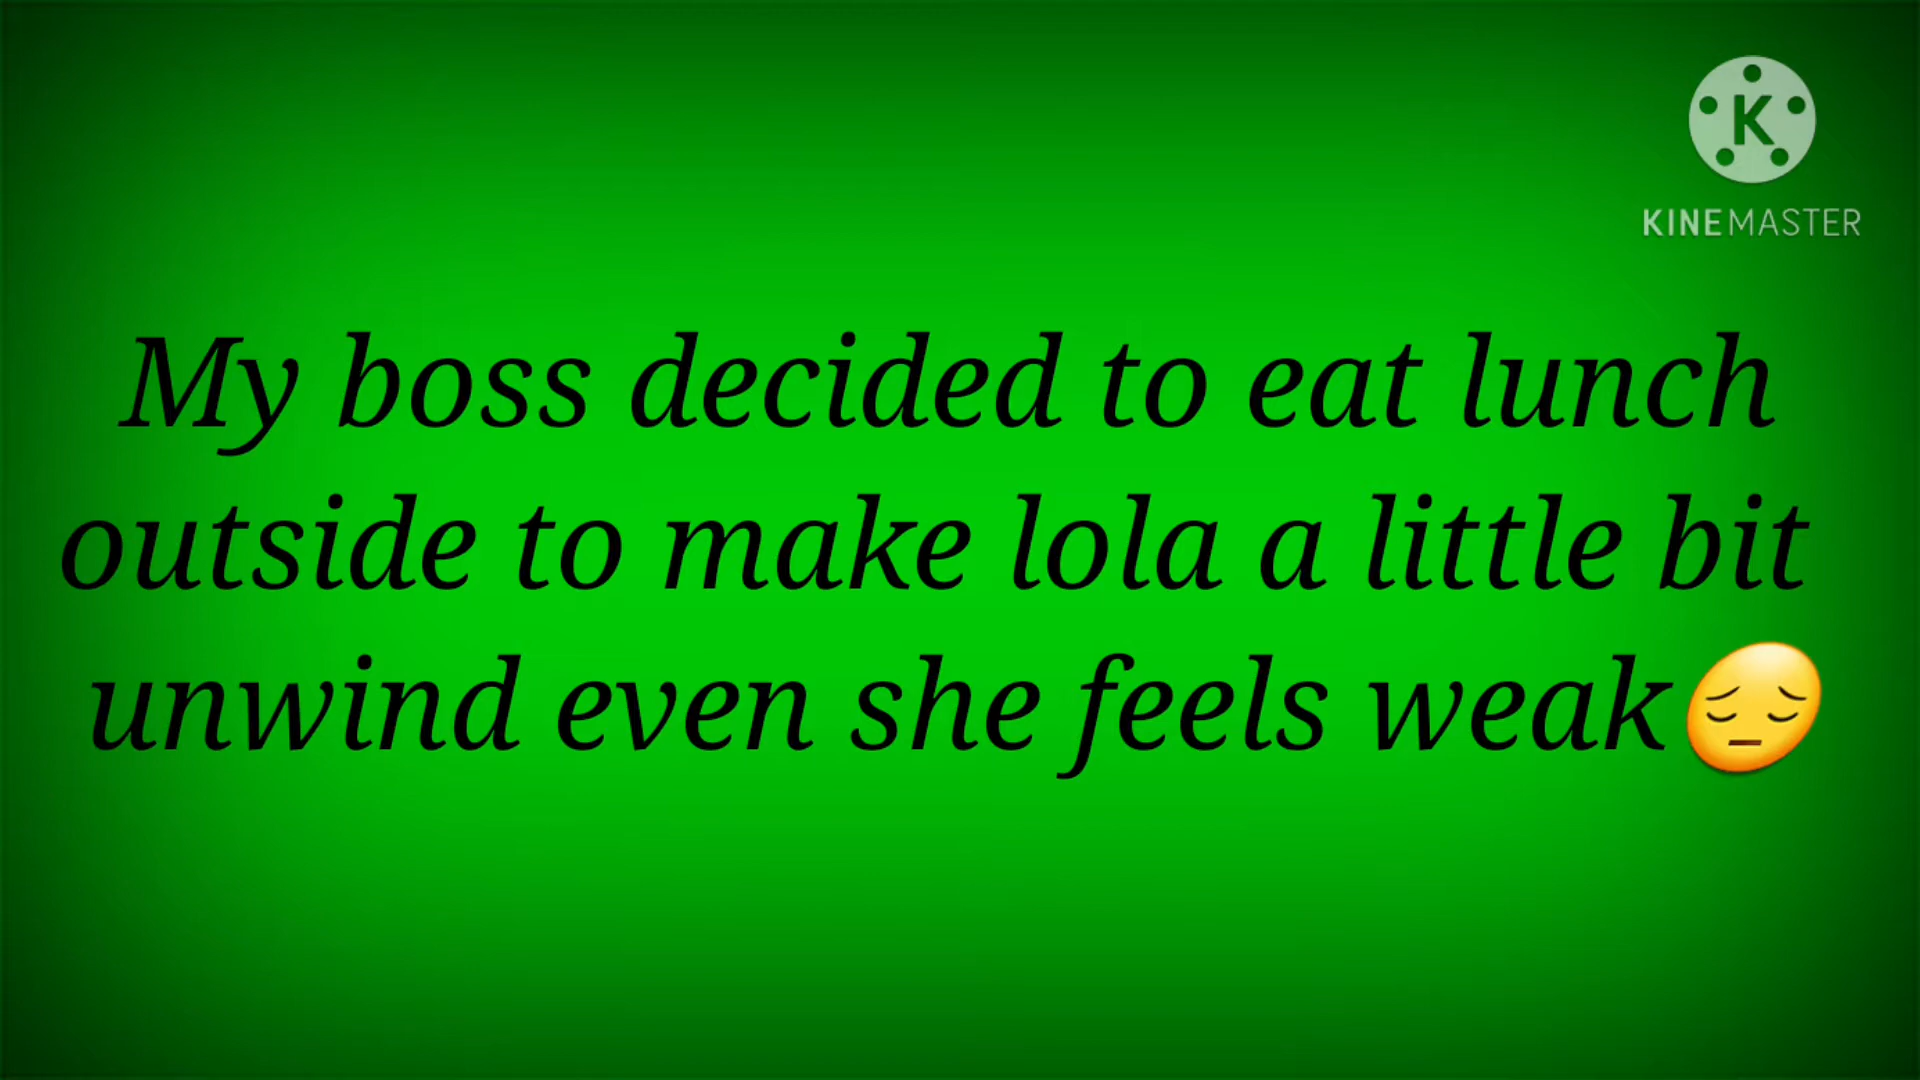 K
KINEMASTER
My boss decided to eat lunch
outside to make lola a little bit
unwind even she feels weak😔